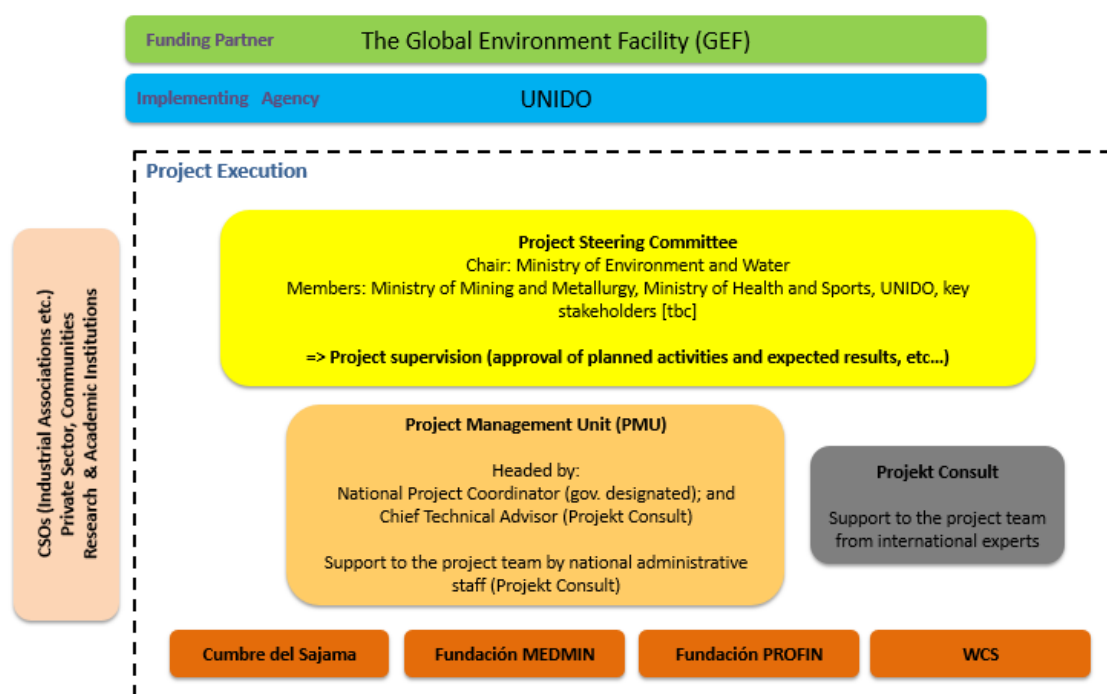 Funding Partner The Global Environment Facility (GEF)
Implementing Agency UNIDO
Project Execution
Project Steering Committee
Chair: Ministry of Environment and Water
Members: Ministry of Mining and Metallurgy, Ministry of Health and Sports, UNIDO, key
stakeholders [tbc]
=> Project supervision (approval of planned activities and expected results, etc...)
CSOs (Industrial Associations etc.)
Private Sector, Communities
Research & Academic Institutions
Project Management Unit (PMU)
Headed by:
National Project Coordinator (gov. designated); and
Chief Technical Advisor (Projekt Consult)
Support to the project team by national administrative
staff (Projekt Consult)
Projekt Consult
Support to the project team
from international experts
Cumbre del Sajama
Fundación MEDMIN
Fundación PROFIN
WCS